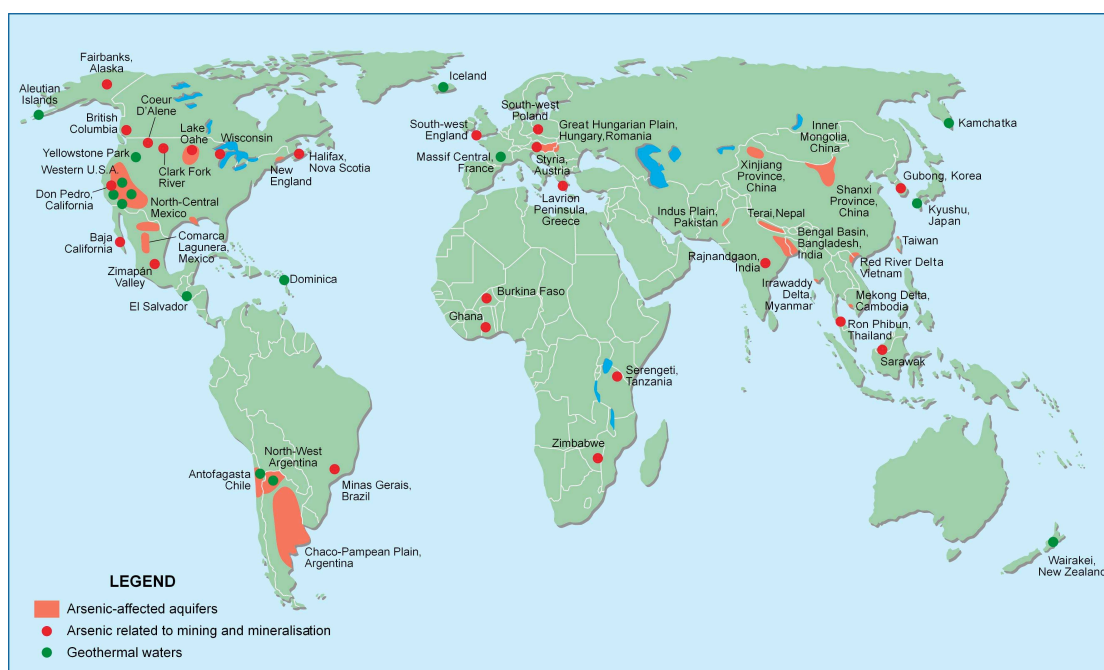 Fairbanks,
Alaska
Aleutian
Islands
Coeur
D'Alene
British
Columbia
Lake
Oahe
Wisconsin
Yellowstone Park
Western U.S.A.
Clark Fork
River
New
England
Halifax,
Nova Scotia
Don Pedro,
California
North-Central
Mexico
Baja
California
Comarca
Lagunera,
Mexico
Zimapán
Valley
El Salvador
Dominica
Iceland
South-west
Poland
South-west
England
Great Hungarian Plain,
Hungary,Romania
Massif Central,
France
Styria,
Austria
Lavrion
Peninsula,
Greece
Inner
Mongolia,
China
Kamchatka
Xinjiang
Province,
China
Gubong, Korea
Shanxi
Province,
China
Kyushu,
Japan
Indus Plain,
Pakistan
Terai,Nepal
Bengal Basin,
Bangladesh,
India
Taiwan
Rajnandgaon,
India
Red River Delta
Vietnam
Irrawaddy
Delta,
Myanmar
Mekong Delta,
Cambodia
Ron Phibun,
Thailand
Sarawak
Burkina Faso
Ghana
Serengeti,
Tanzania
Zimbabwe
North-West
Argentina
Antofagasta
Chile
Minas Gerais,
Brazil
Chaco-Pampean Plain,
Argentina
Wairakei,
New Zealand
LEGEND
Arsenic-affected aquifers
Arsenic related to mining and mineralisation
Geothermal waters